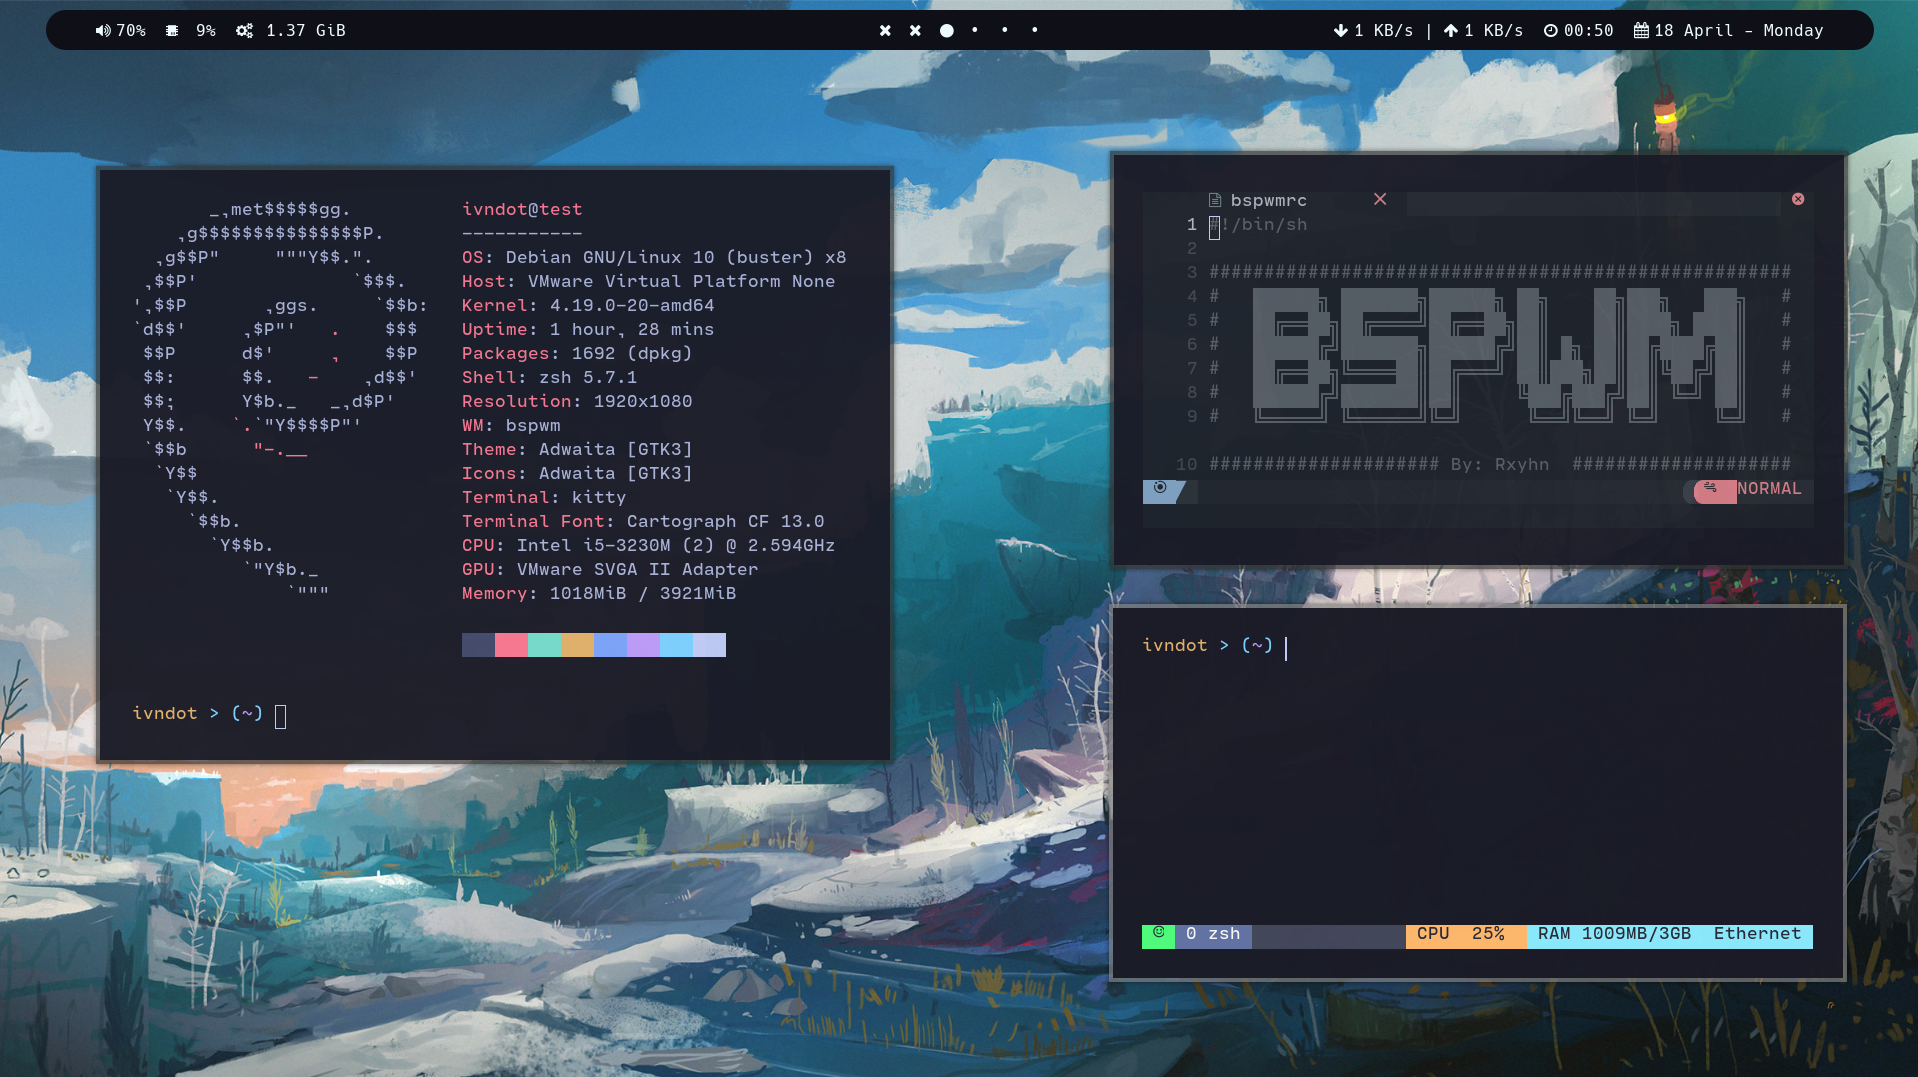 70% 9% 1.37 GiB
1 KB/s | 1 KB/s 00:50 18 April - Monday
_,met$$$$$gg.
,g$$$$$$$$$$$$$$$P.
,g$$P"     """Y$$.".
,$$P'              `$$$.
',$$P       ,ggs.     `$$b:
`d$$'     ,$P"'   .    $$$
$$P      d$'     ,    $$P
$$:      $$.   -    ,d$$'
$$;      Y$b._   _,d$P'
Y$$.    `.`"Y$$$$P"'
`$$b      "-.__
`Y$$
`Y$$.
`$$b.
`Y$$b.
`"Y$b._
`"""
ivndot@test
-----------
OS: Debian GNU/Linux 10 (buster) x8
Host: VMware Virtual Platform None
Kernel: 4.19.0-20-amd64
Uptime: 1 hour, 28 mins
Packages: 1692 (dpkg)
Shell: zsh 5.7.1
Resolution: 1920x1080
WM: bspwm
Theme: Adwaita [GTK3]
Icons: Adwaita [GTK3]
Terminal: kitty
Terminal Font: Cartograph CF 13.0
CPU: Intel i5-3230M (2) @ 2.594GHz
GPU: VMware SVGA II Adapter
Memory: 1018MiB / 3921MiB
ivndot > (~)
bspwmrc
1 #!/bin/sh
2
3 #####################################################
4 # #
5 # #
6 # BSPWM #
7 # #
8 # #
9 # #
10 ##################### By: Rxyhn ####################
NORMAL
ivndot > (~)
0 zsh CPU 25% RAM 1009MB/3GB Ethernet